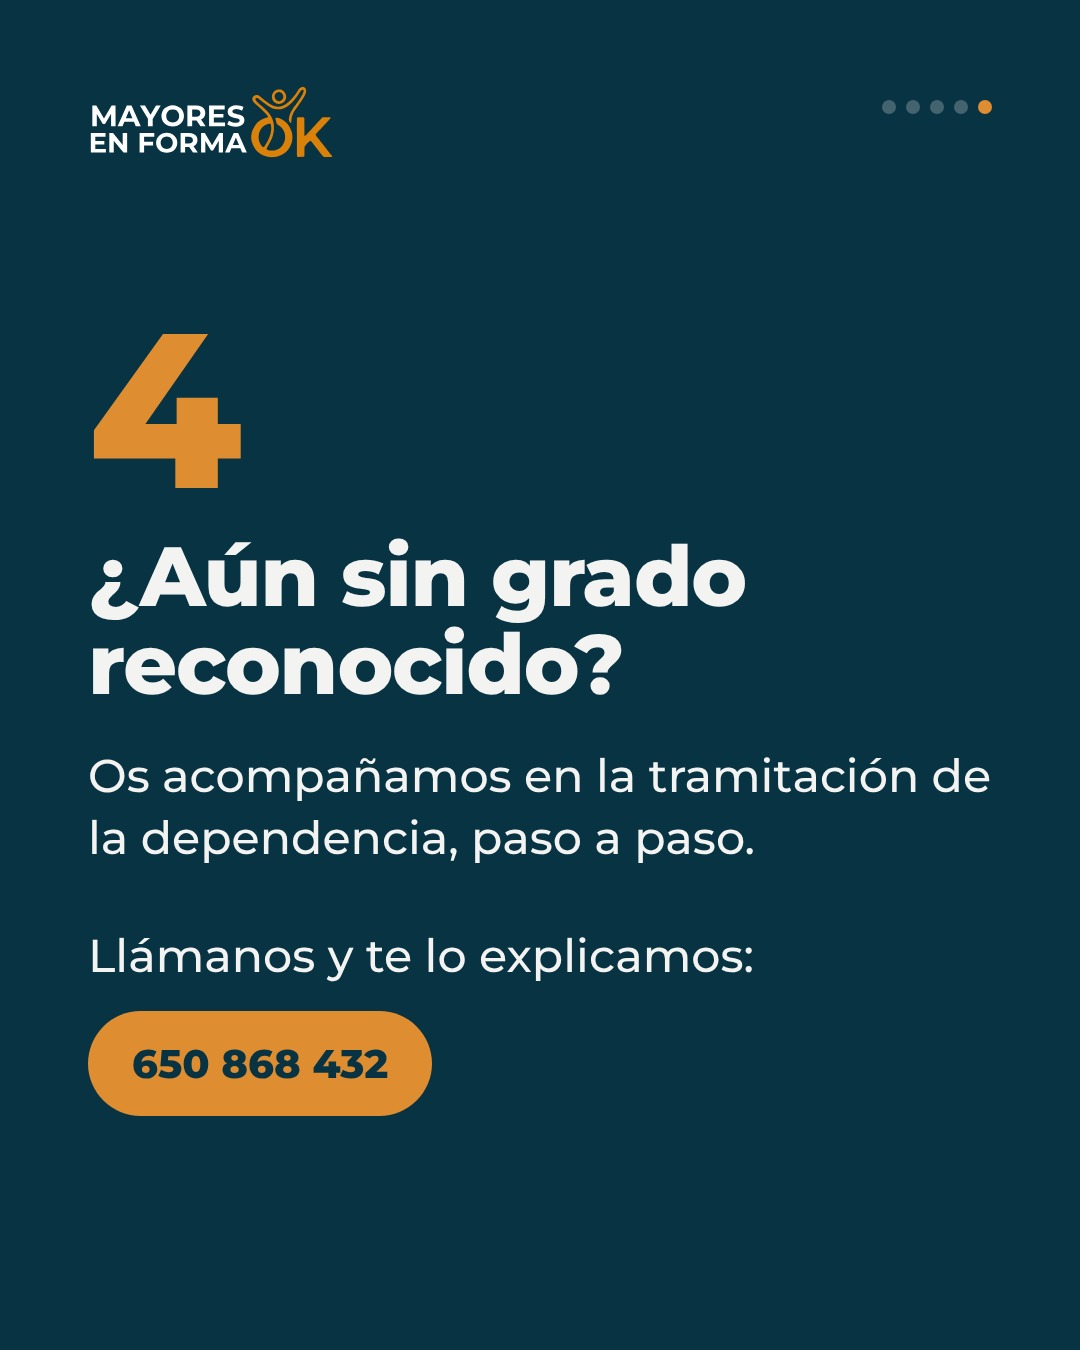 MAYORES
EN FORMA OK
4
¿Aún sin grado
reconocido?
Os acompañamos en la tramitación de
la dependencia, paso a paso.
Llámanos y te lo explicamos:
650 868 432